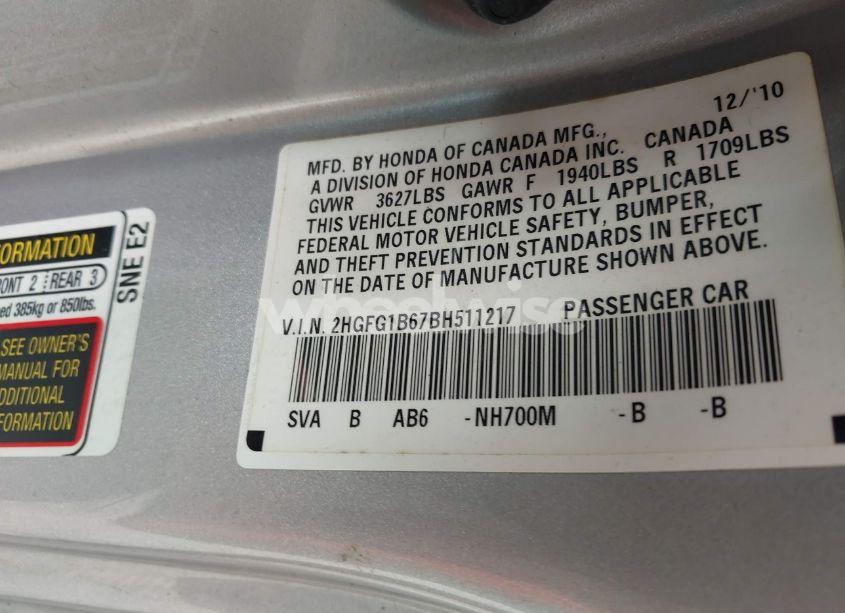 12/'10
MFD. BY HONDA OF CANADA MFG.,
A DIVISION OF HONDA CANADA INC. CANADA
GVWR 3627LBS GAWR F 1940LBS R 1709LBS
THIS VEHICLE CONFORMS TO ALL APPLICABLE
FEDERAL MOTOR VEHICLE SAFETY, BUMPER,
AND THEFT PREVENTION STANDARDS IN EFFECT
ON THE DATE OF MANUFACTURE SHOWN ABOVE.
V.I.N. 2HGFG1B67BH511217 PASSENGER CAR
SVA B AB6 -NH700M -B -B
ORMATION
ONT 2 REAR 3
ed 385kg or 850lbs.
SEE OWNER'S
MANUAL FOR
DDITIONAL
FORMATION
SNE E2
wheelwise